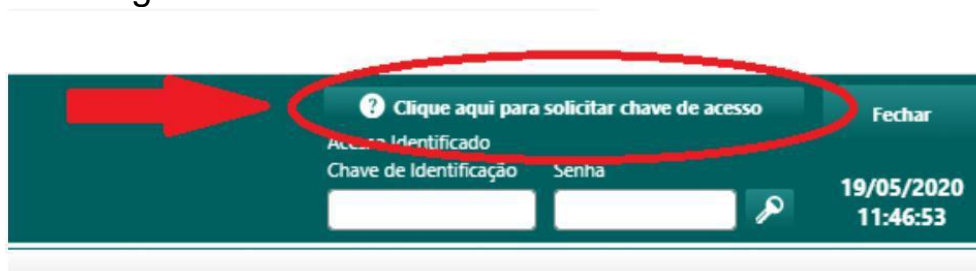 Clique aqui para solicitar chave de acesso
Fechar
Acesso Identificado
Chave de Identificação Senha
19/05/2020
11:46:53